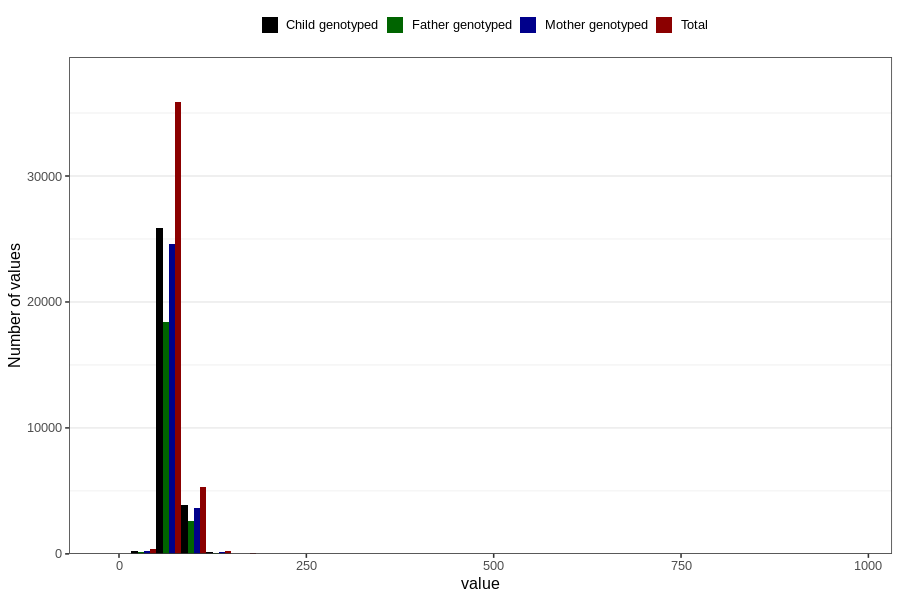 Child genotyped Father genotyped Mother genotyped Total
Number of values
30000
20000
10000
0
0 250 500 750 1000
value